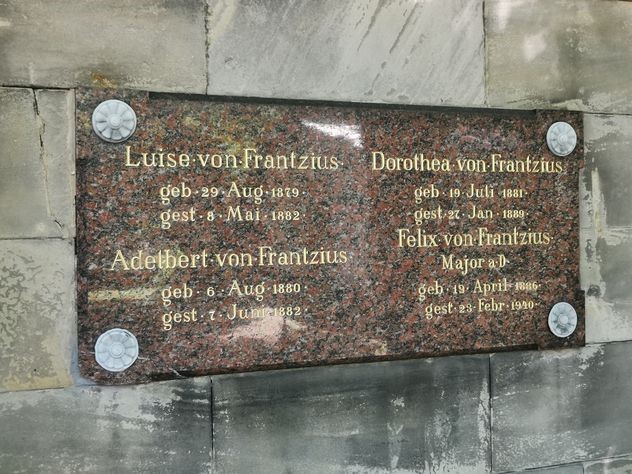 Luise·von·Frantzius·
geb·29·Aug·1879·
gest·8·Mai·1882·
Adelbert·von·Frantzius·
geb·6·Aug·1880·
gest·7·Juni·1882·
Dorothea·von·Frantzius·
geb·19·Juli·1881·
gest·27·Jan·1889·
Felix·von·Frantzius·
Major·a·D·
geb·19·April·1886·
gest·23·Febr·1940·